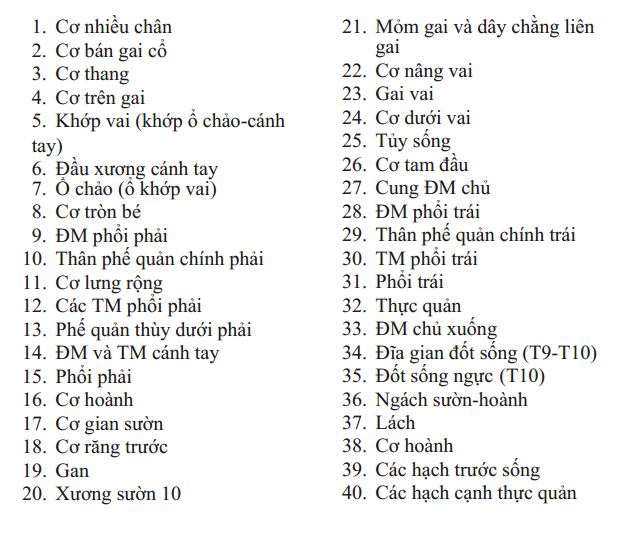 1. Cơ nhiều chân
2. Cơ bán gai cổ
3. Cơ thang
4. Cơ trên gai
5. Khớp vai (khớp ổ chảo-cánh
tay)
6. Đầu xương cánh tay
7. Ổ chảo (ổ khớp vai)
8. Cơ tròn bé
9. ĐM phổi phải
10. Thân phế quản chính phải
11. Cơ lưng rộng
12. Các TM phổi phải
13. Phế quản thùy dưới phải
14. ĐM và TM cánh tay
15. Phổi phải
16. Cơ hoành
17. Cơ gian sườn
18. Cơ răng trước
19. Gan
20. Xương sườn 10
21. Mỏm gai và dây chằng liên
gai
22. Cơ nâng vai
23. Gai vai
24. Cơ dưới vai
25. Tủy sống
26. Cơ tam đầu
27. Cung ĐM chủ
28. ĐM phổi trái
29. Thân phế quản chính trái
30. TM phổi trái
31. Phổi trái
32. Thực quản
33. ĐM chủ xuống
34. Đĩa gian đốt sống (T9-T10)
35. Đốt sống ngực (T10)
36. Ngách sườn-hoành
37. Lách
38. Cơ hoành
39. Các hạch trước sống
40. Các hạch cạnh thực quản